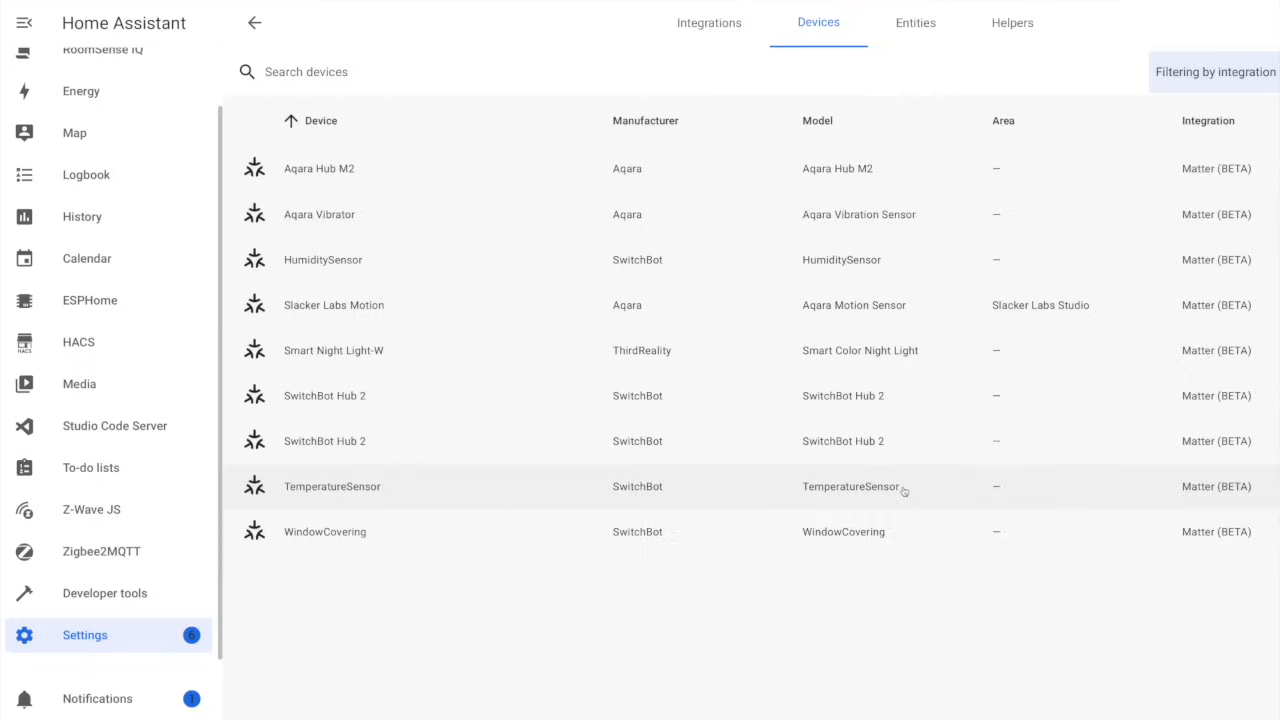 Home Assistant
Integrations Devices Entities Helpers
RoomSense IQ
Search devices
Filtering by integration
Energy
Device Manufacturer Model Area Integration
Map
Aqara Hub M2 Aqara Aqara Hub M2 — Matter (BETA)
Logbook
Aqara Vibrator Aqara Aqara Vibration Sensor — Matter (BETA)
History
Calendar
HumiditySensor SwitchBot HumiditySensor — Matter (BETA)
ESPHome
Slacker Labs Motion Aqara Aqara Motion Sensor Slacker Labs Studio Matter (BETA)
HACS
HACS
Smart Night Light-W ThirdReality Smart Color Night Light — Matter (BETA)
Media
SwitchBot Hub 2 SwitchBot SwitchBot Hub 2 — Matter (BETA)
Studio Code Server
SwitchBot Hub 2 SwitchBot SwitchBot Hub 2 — Matter (BETA)
To-do lists
TemperatureSensor SwitchBot TemperatureSensor — Matter (BETA)
Z-Wave JS
WindowCovering SwitchBot WindowCovering — Matter (BETA)
Zigbee2MQTT
Developer tools
Settings 6
Notifications 1